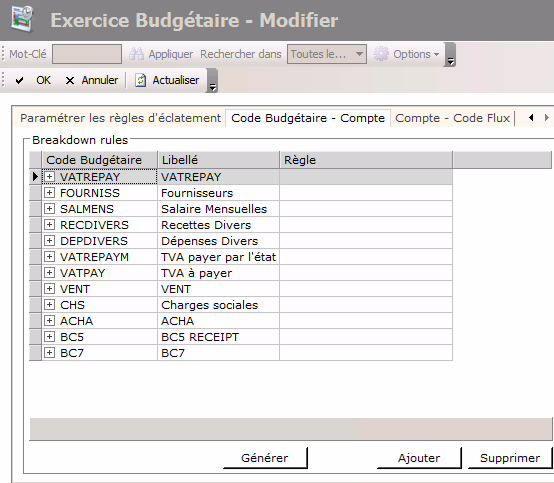 Exercice Budgétaire - Modifier
Mot-Clé Appliquer Rechercher dans Toutes le... Options
OK Annuler Actualiser
Paramétrer les règles d'éclatement Code Budgétaire - Compte Compte - Code Flux
Breakdown rules
Code Budgétaire Libellé Règle
VATREPAY VATREPAY
FOURNISS Fournisseurs
SALMENS Salaire Mensuelles
RECDIVERS Recettes Divers
DEPDIVERS Dépenses Divers
VATREPAYM TVA payer par l'état
VATPAY TVA à payer
VENT VENT
CHS Charges sociales
ACHA ACHA
BC5 BC5 RECEIPT
BC7 BC7
Générer Ajouter Supprimer